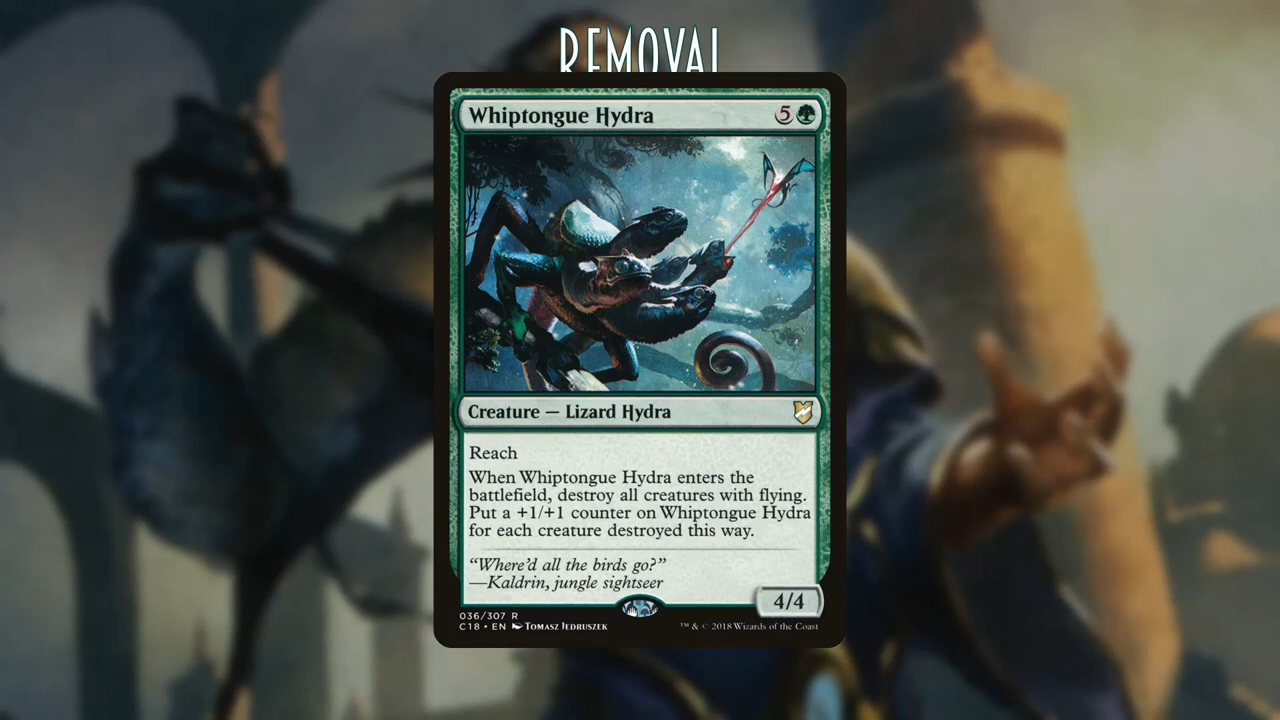 REMOVAL
Whiptongue Hydra 5
Creature — Lizard Hydra
Reach
When Whiptongue Hydra enters the
battlefield, destroy all creatures with flying.
Put a +1/+1 counter on Whiptongue Hydra
for each creature destroyed this way.
“Where’d all the birds go?”
—Kaldrin, jungle sightseer
4/4
036/307 R
C18 • EN Tomasz Jedruszek
™ & © 2018 Wizards of the Coast